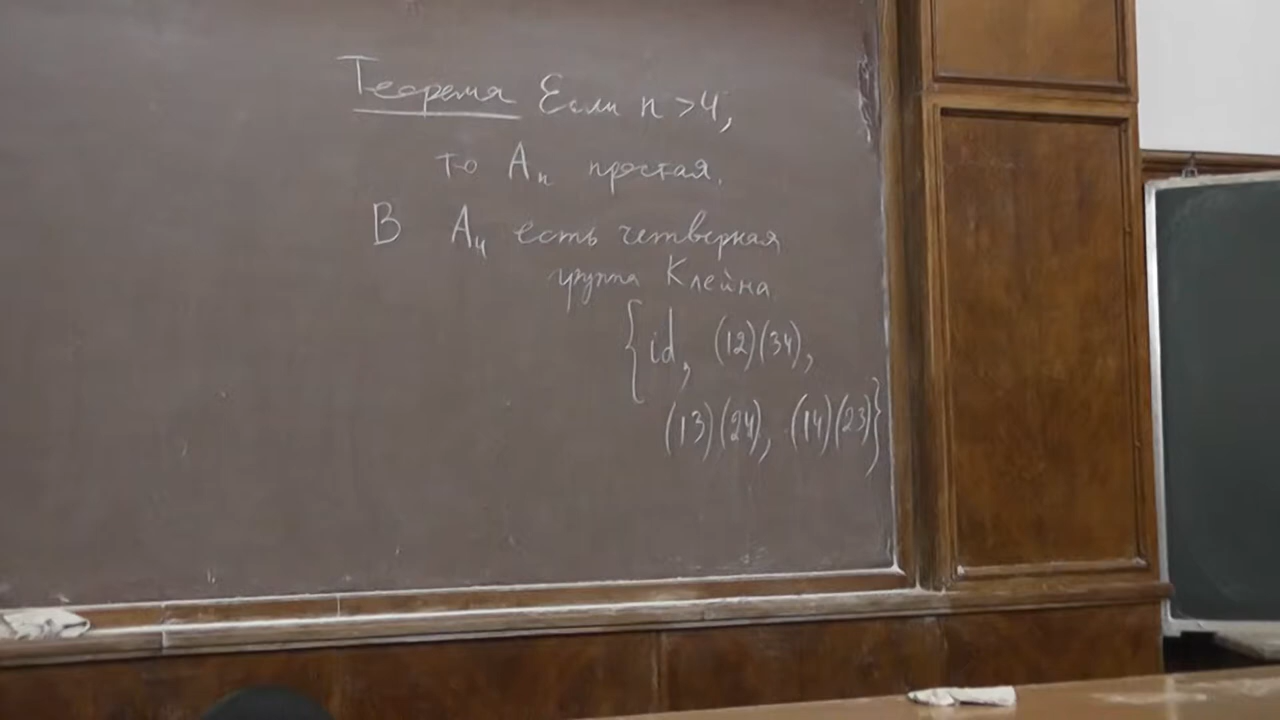 Теорема Если n > 4,
то Aₙ простая.
В A₄ есть четверная
группа Клейна
{id, (12)(34),
(13)(24), (14)(23)}